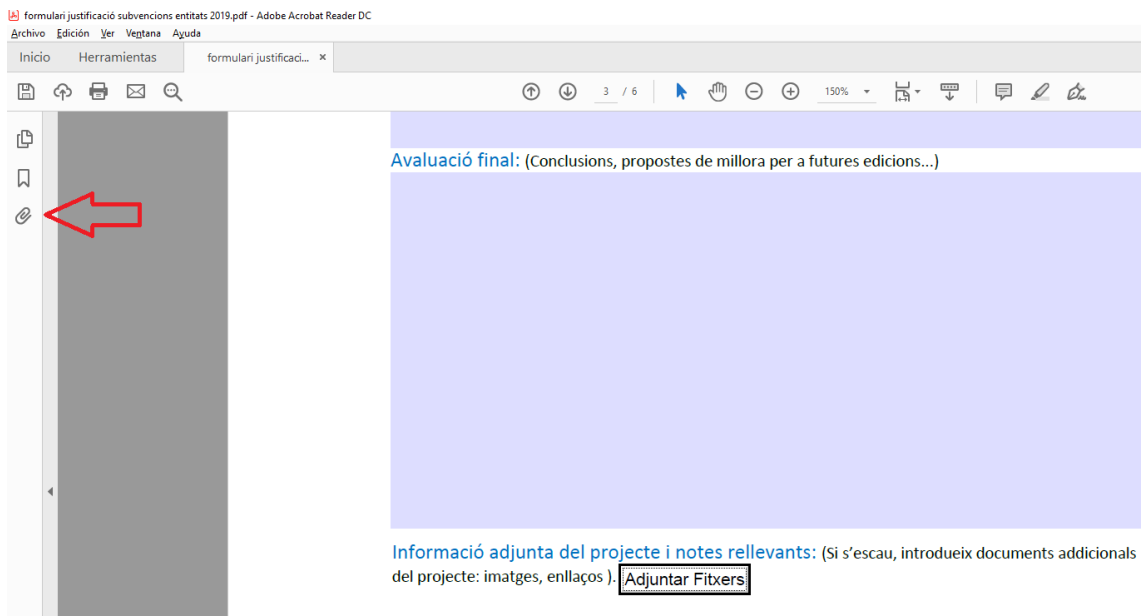 formulari justificació subvencions entitats 2019.pdf - Adobe Acrobat Reader DC
Archivo Edición Ver Ventana Ayuda
Inicio Herramientas formulari justificaci... ×
3 / 6 150%
Avaluació final: (Conclusions, propostes de millora per a futures edicions...)
Informació adjunta del projecte i notes rellevants: (Si s’escau, introdueix documents addicionals
del projecte: imatges, enllaços ). Adjuntar Fitxers